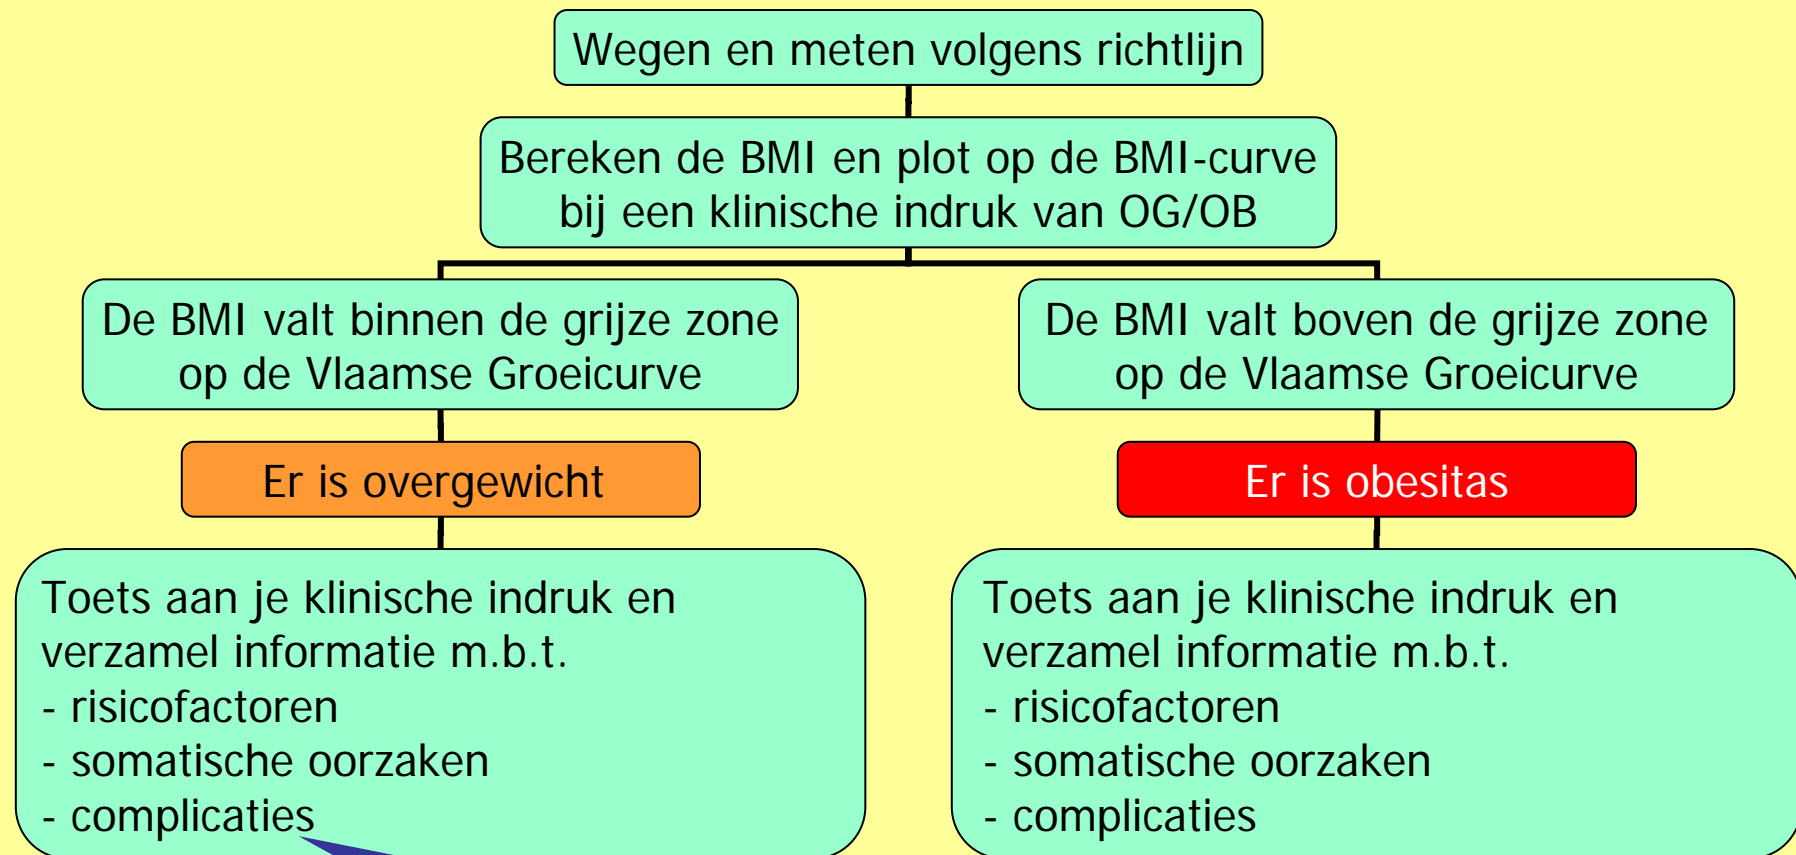 Wegen en meten volgens richtlijn
Bereken de BMI en plot op de BMI-curve
bij een klinische indruk van OG/OB
De BMI valt binnen de grijze zone
op de Vlaamse Groeicurve
De BMI valt boven de grijze zone
op de Vlaamse Groeicurve
Er is overgewicht
Er is obesitas
Toets aan je klinische indruk en
verzamel informatie m.b.t.
- risicofactoren
- somatische oorzaken
- complicaties
Toets aan je klinische indruk en
verzamel informatie m.b.t.
- risicofactoren
- somatische oorzaken
- complicaties